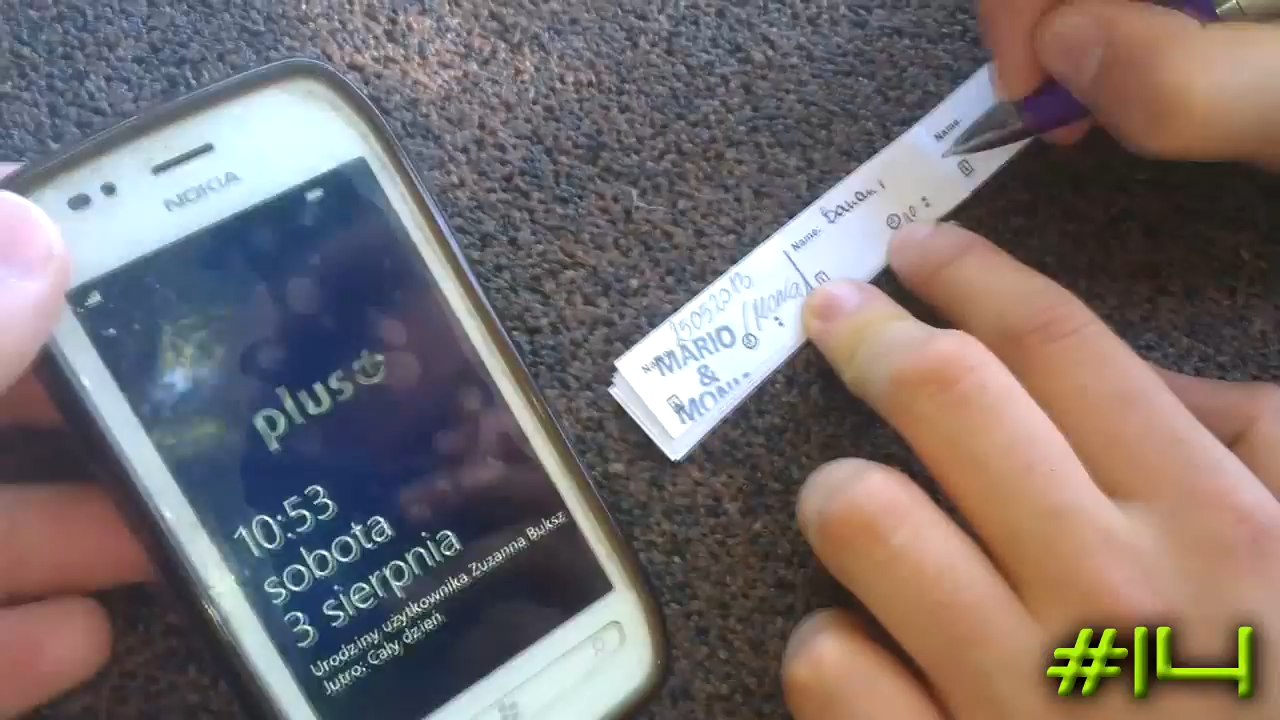 NOKIA
plus
10:53
sobota
3 sierpnia
Urodziny użytkownika Zuzanna Buksz
Jutro: Cały dzień
Name:
15052013
MARIO
&
Name:
Name:
#14